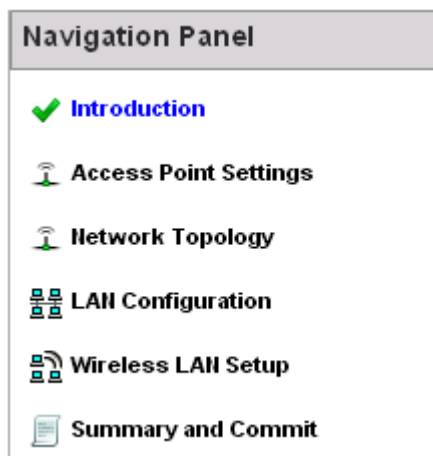 Navigation Panel
Introduction
Access Point Settings
Network Topology
LAN Configuration
Wireless LAN Setup
Summary and Commit